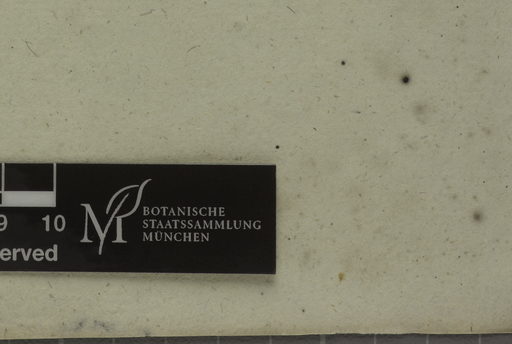 9 10
erved
M
BOTANISCHE
STAATSSAMMLUNG
MÜNCHEN